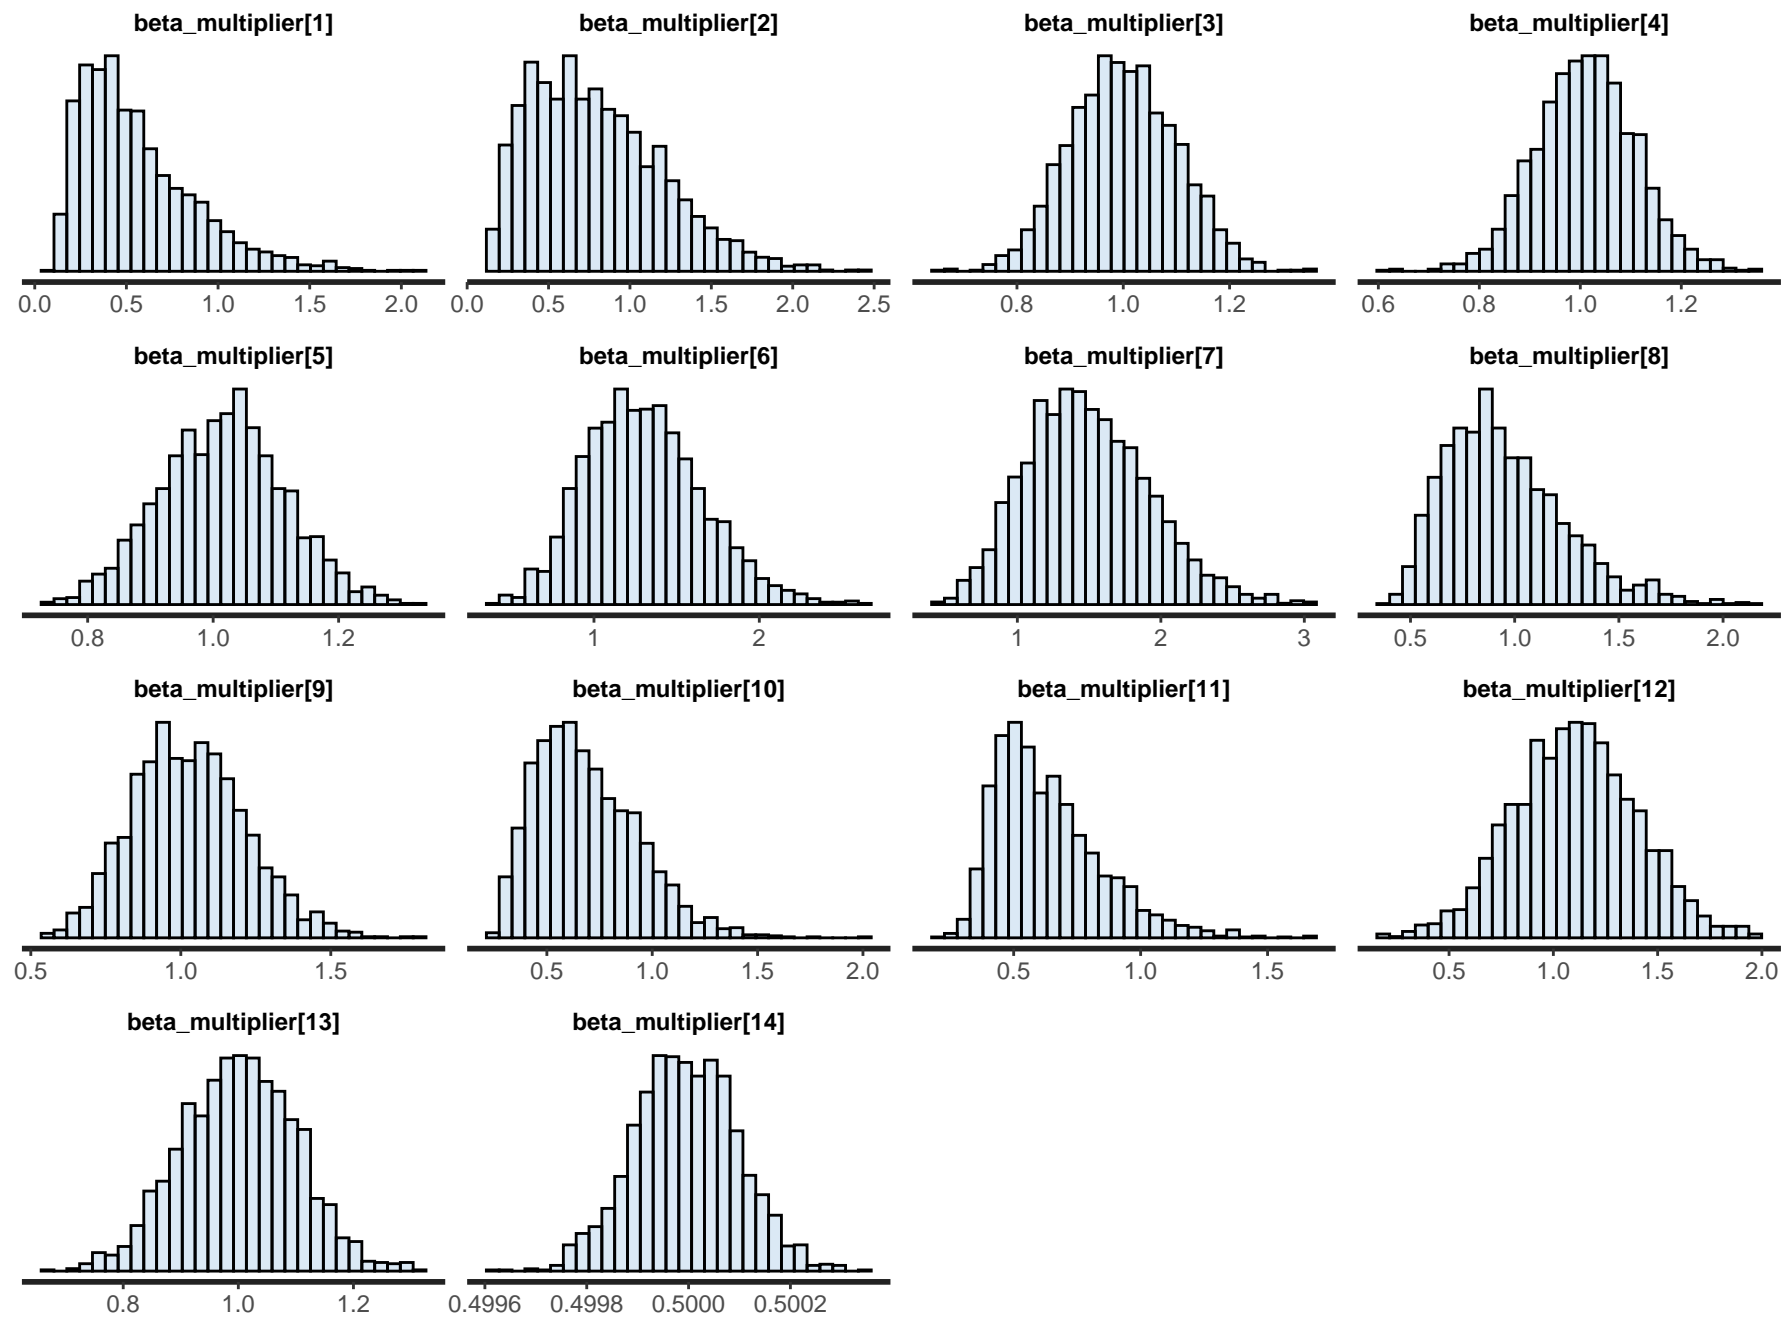 beta_multiplier[1] beta_multiplier[2] beta_multiplier[3] beta_multiplier[4]
0.0 0.5 1.0 1.5 2.0 0.0 0.5 1.0 1.5 2.0 2.5 0.8 1.0 1.2 0.6 0.8 1.0 1.2
beta_multiplier[5] beta_multiplier[6] beta_multiplier[7] beta_multiplier[8]
0.8 1.0 1.2 1 2 1 2 3 0.5 1.0 1.5 2.0
beta_multiplier[9] beta_multiplier[10] beta_multiplier[11] beta_multiplier[12]
0.5 1.0 1.5 0.5 1.0 1.5 2.0 0.5 1.0 1.5 0.5 1.0 1.5 2.0
beta_multiplier[13] beta_multiplier[14]
0.8 1.0 1.2 0.4996 0.4998 0.5000 0.5002